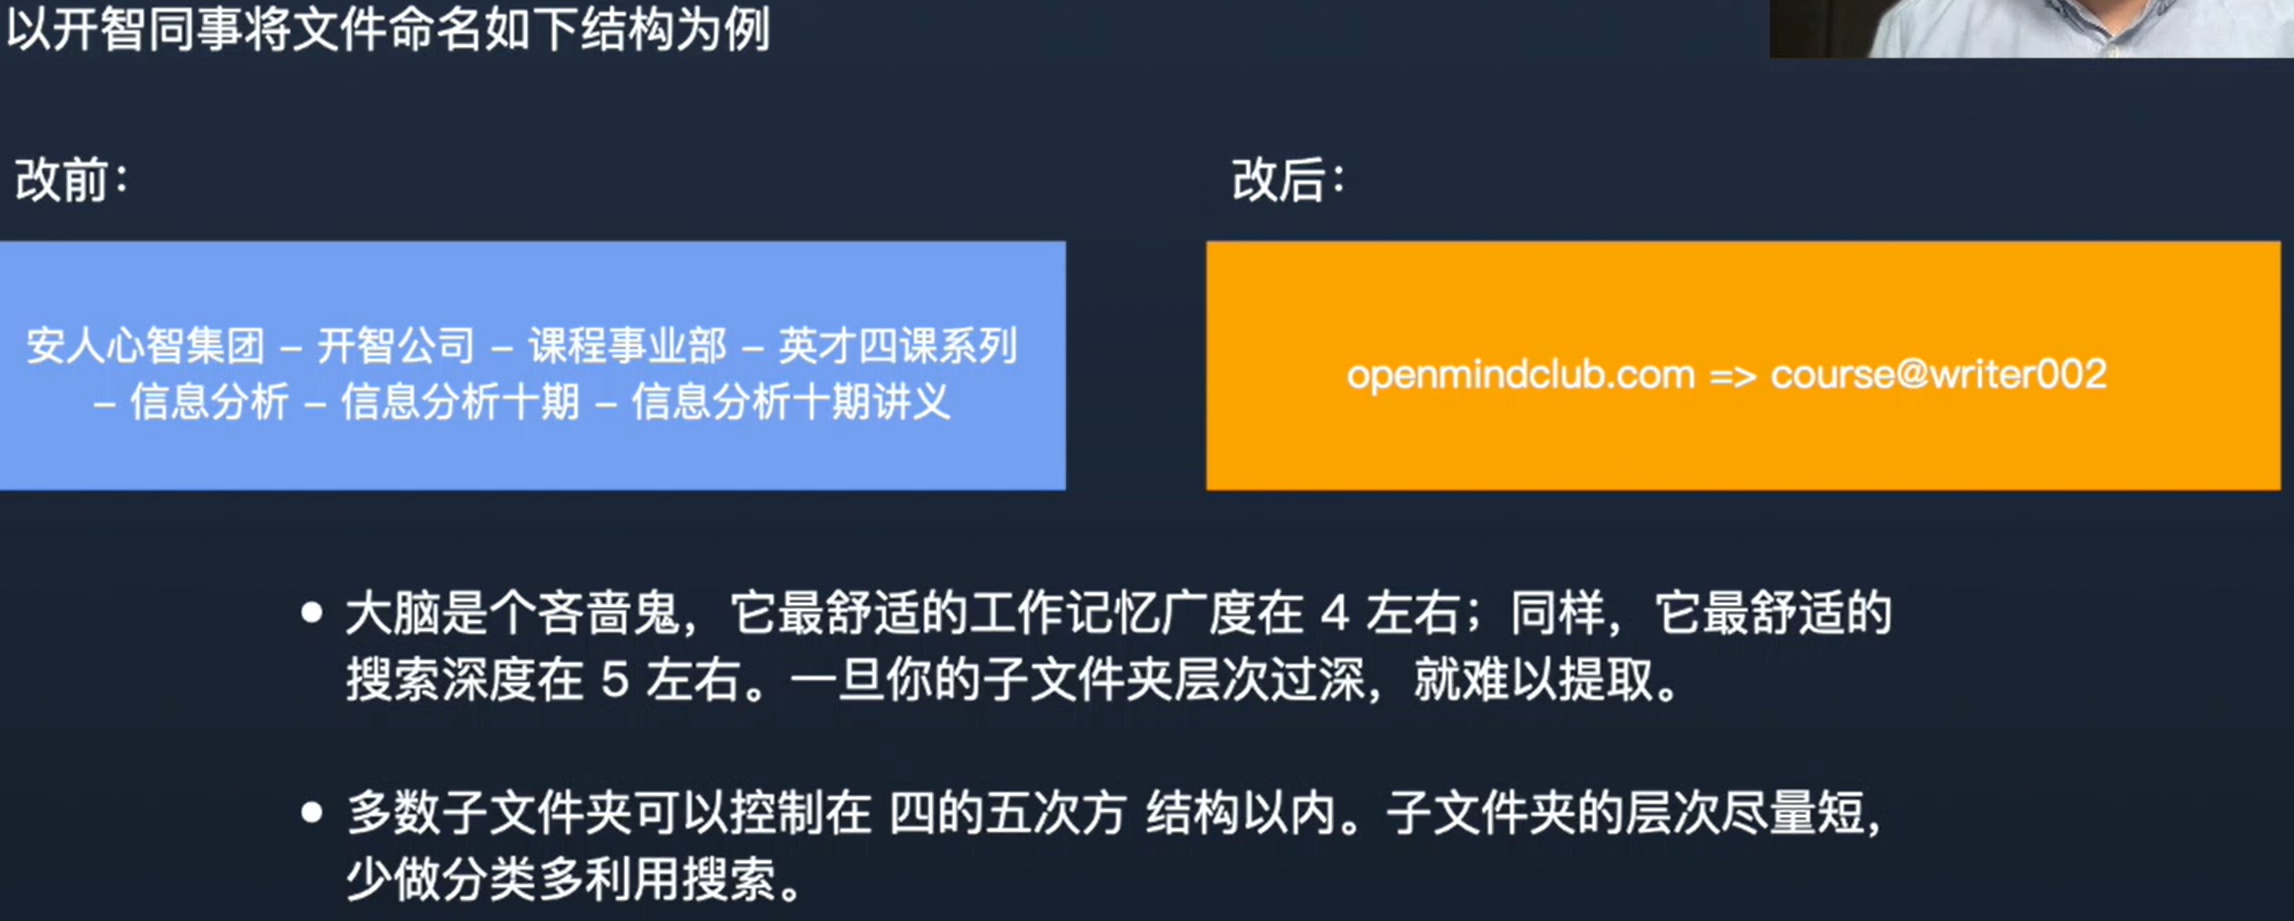 以开智同事将文件命名如下结构为例
改前：
改后：
安人心智集团 – 开智公司 – 课程事业部 – 英才四课系列
– 信息分析 – 信息分析十期 – 信息分析十期讲义
openmindclub.com => course@writer002
• 大脑是个吝啬鬼，它最舒适的工作记忆广度在 4 左右；同样，它最舒适的
搜索深度在 5 左右。一旦你的子文件夹层次过深，就难以提取。
• 多数子文件夹可以控制在 四的五次方 结构以内。子文件夹的层次尽量短，
少做分类多利用搜索。